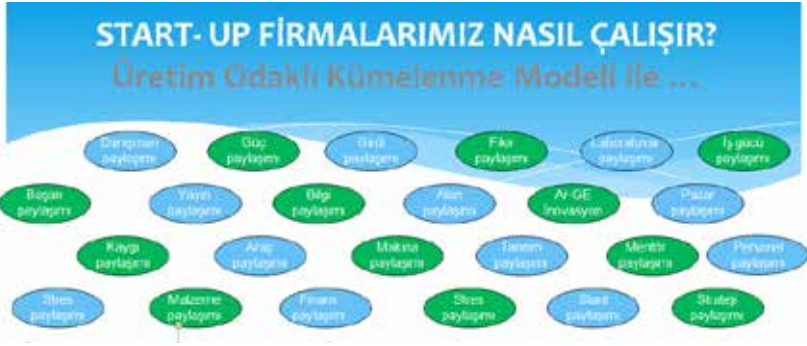 START- UP FİRMALARIMIZ NASIL ÇALIŞIR?
Üretim Odaklı Kümelenme Modeli ile ...
Danışman paylaşımı
Güç paylaşımı
paylaşımı
Fikir paylaşımı
Laboratuvar paylaşımı
İş gücü paylaşımı
Başarı paylaşımı
Yayın paylaşımı
Bilgi paylaşımı
Alan paylaşımı
Ar-GE İnovasyon
Pazar paylaşımı
Kaygı paylaşımı
Araç paylaşımı
Makina paylaşımı
Tanıtım paylaşımı
Mentör paylaşımı
Personel paylaşımı
Stres paylaşımı
Malzeme paylaşımı
Finans paylaşımı
Stres paylaşımı
Stant paylaşımı
Strateji paylaşımı